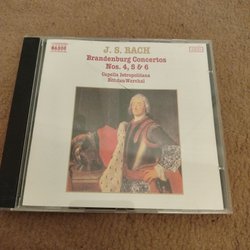 NAXOS
J. S. BACH
Brandenburg Concertos
Nos. 4, 5 & 6
Capella Istropolitana
Bohdan Warchal